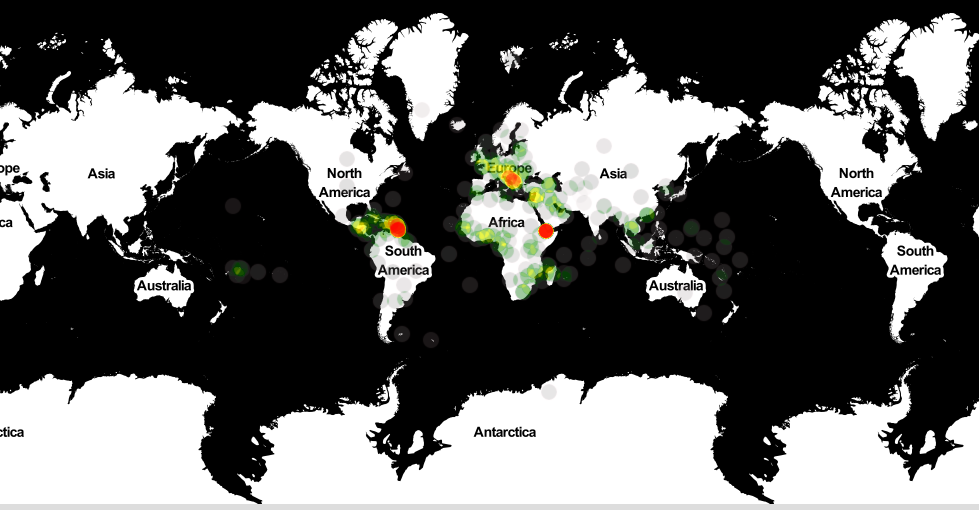 ope
Asia
North
America
Europe
Asia
North
America
ca
Africa
South
America
South
America
Australia
Australia
ctica
Antarctica